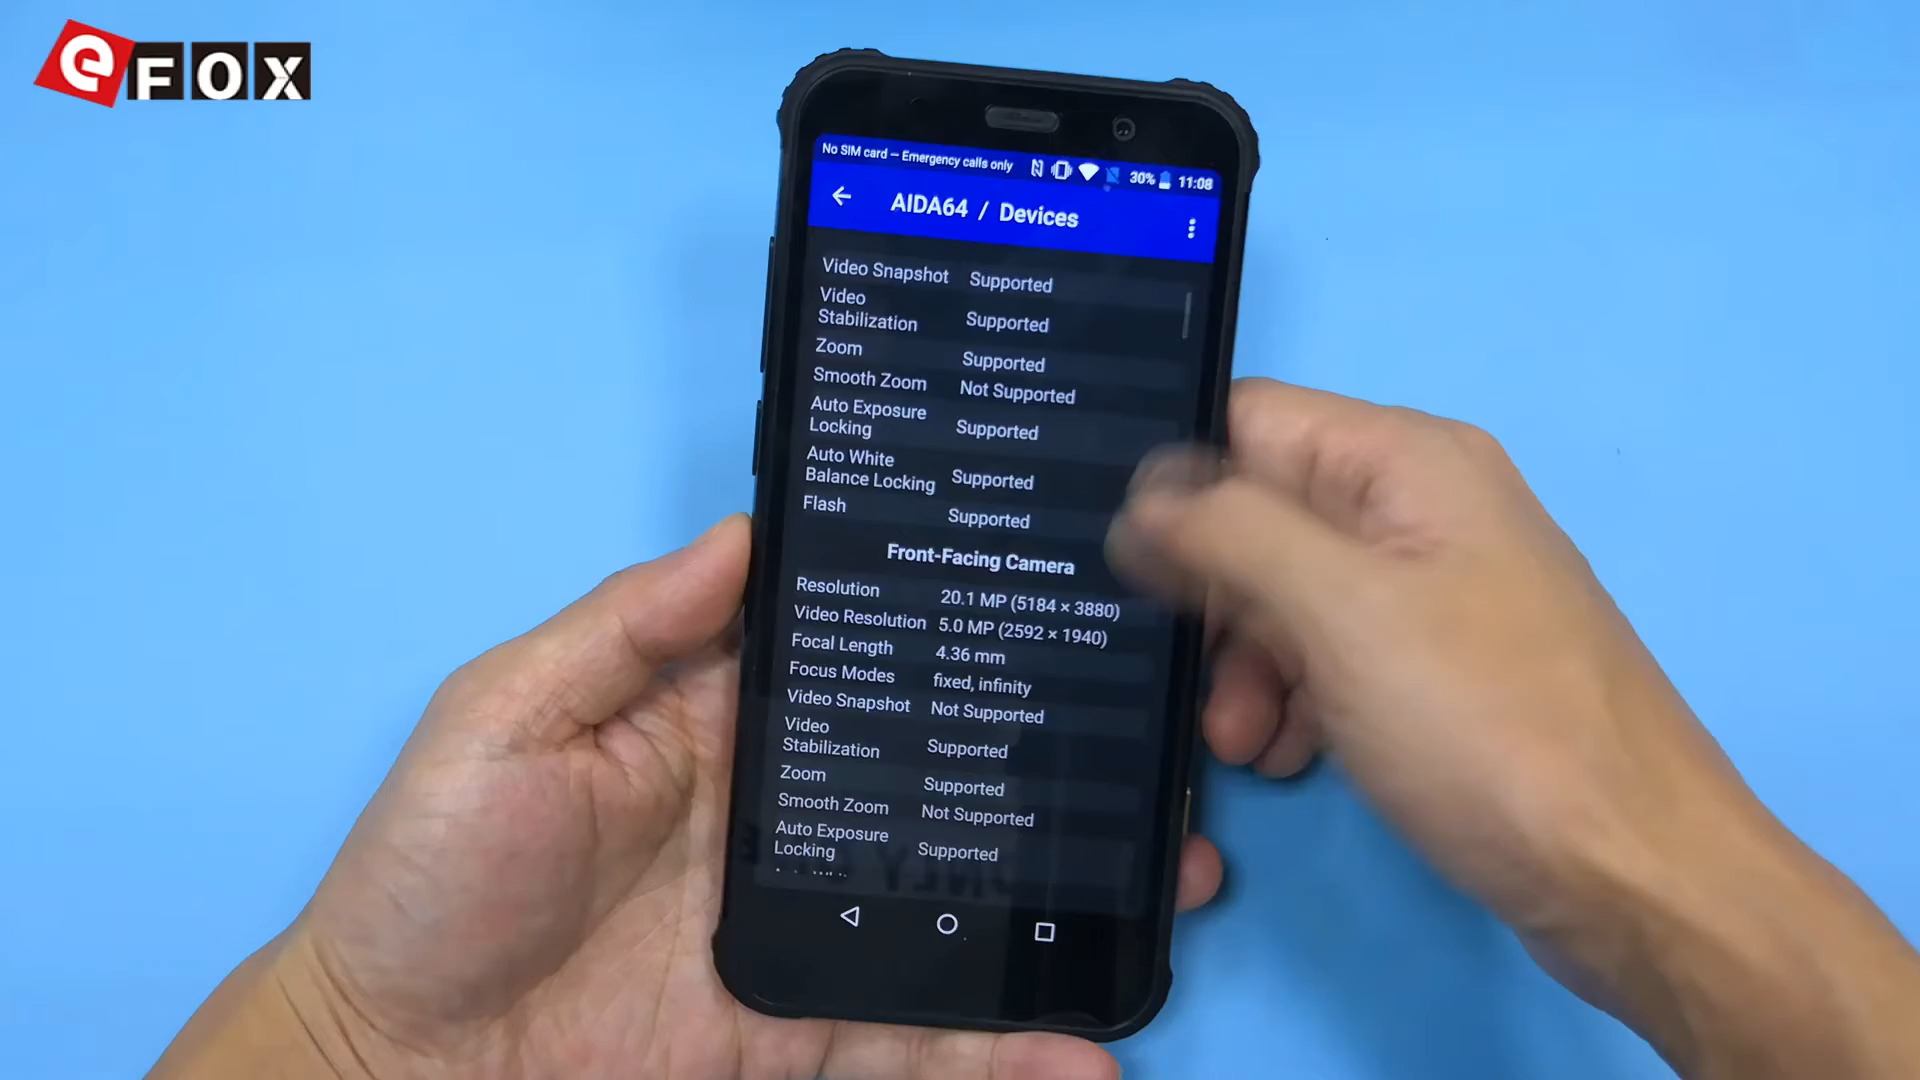 eFOX
No SIM card – Emergency calls only 30% 11:08
AIDA64 / Devices
Video Snapshot Supported
Video
Stabilization Supported
Zoom Supported
Smooth Zoom Not Supported
Auto Exposure
Locking Supported
Auto White
Balance Locking Supported
Flash Supported
Front-Facing Camera
Resolution 20.1 MP (5184 × 3880)
Video Resolution 5.0 MP (2592 × 1940)
Focal Length 4.36 mm
Focus Modes fixed, infinity
Video Snapshot Not Supported
Video
Stabilization Supported
Zoom Supported
Smooth Zoom Not Supported
Auto Exposure
Locking Supported